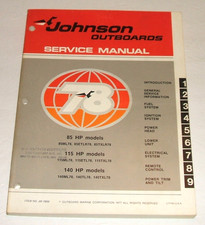 Johnson
OUTBOARDS
SERVICE MANUAL
INTRODUCTION 1
GENERAL
SERVICE
INFORMATION 2
FUEL
SYSTEM 3
IGNITION
SYSTEM 4
POWER
HEAD 5
LOWER
UNIT 6
ELECTRICAL
SYSTEM 7
REMOTE
CONTROL 8
POWER TRIM
AND TILT 9
78
85 HP models
115 HP models
140 HP models